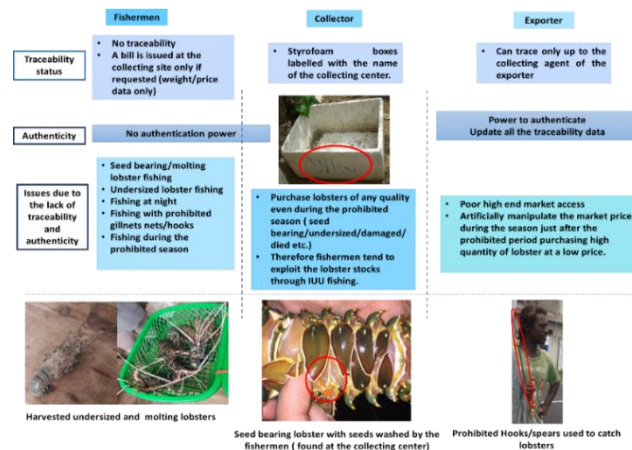 Fishermen
Collector
Exporter
Traceability
status
• No traceability
• A bill is issued at the
collecting site only if
requested (weight/price
data only)
• Styrofoam boxes
labelled with the name
of the collecting center.
• Can trace only up to the
collecting agent of the
exporter
Authenticity
No authentication power
Power to authenticate
Update all the traceability data
Issues due to
the lack of
traceability
and
authenticity
• Seed bearing/molting
lobster fishing
• Undersized lobster fishing
• Fishing at night
• Fishing with prohibited
gillnets nets/hooks
• Fishing during the
prohibited season
• Purchase lobsters of any quality
even during the prohibited
season ( seed
bearing/undersized/damaged/
died etc.)
• Therefore fishermen tend to
exploit the lobster stocks
through IUU fishing.
• Poor high end market access
• Artificially manipulate the market price
during the season just after the
prohibited period purchasing high
quantity of lobster at a low price.
Harvested undersized and molting lobsters
Seed bearing lobster with seeds washed by the
fishermen ( found at the collecting center)
Prohibited Hooks/spears used to catch
lobsters